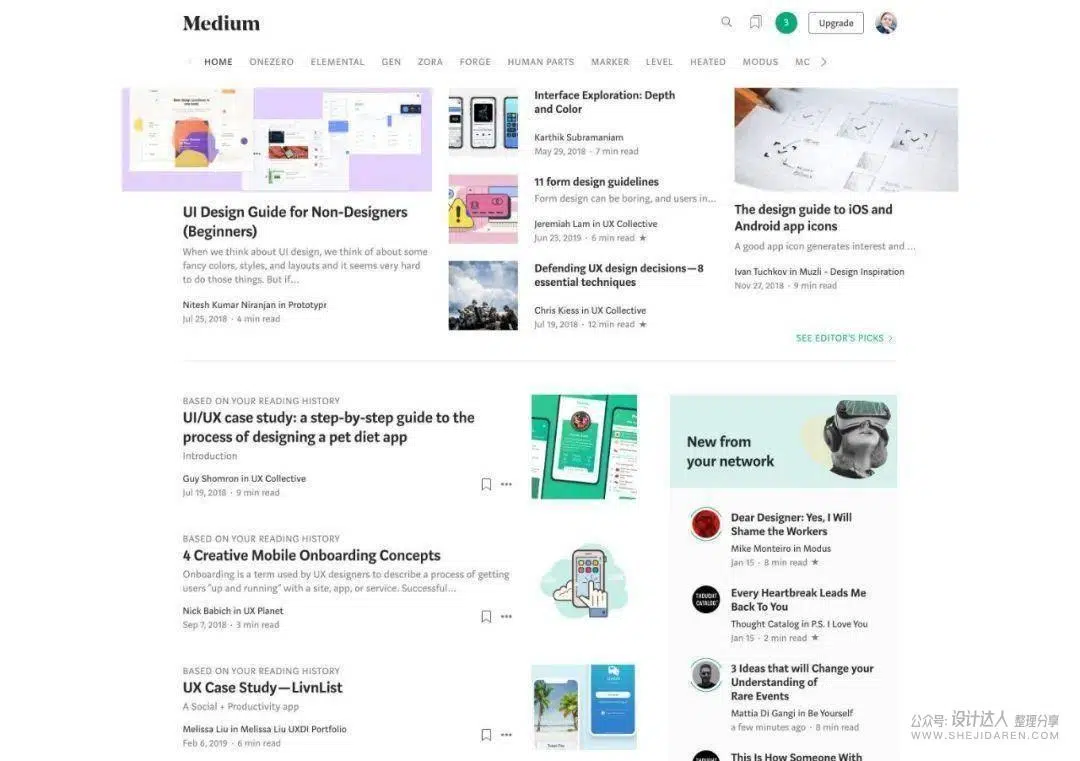 Medium
3
Upgrade
HOME ONEZERO ELEMENTAL GEN ZORA FORGE HUMAN PARTS MARKER LEVEL HEATED MODUS MC
UI Design Guide for Non-Designers
(Beginners)
When we think about UI design, we think of about some
fancy colors, styles, and layouts and it seems very hard
to do those things. But if…
Nitesh Kumar Niranjan in Prototypr
Jul 25, 2018 · 4 min read
Interface Exploration: Depth
and Color
Karthik Subramaniam
May 29, 2018 · 7 min read
11 form design guidelines
Form design can be boring, and users in…
Jeremiah Lam in UX Collective
Jun 23, 2019 · 6 min read ★
Defending UX design decisions—8
essential techniques
Chris Kiess in UX Collective
Jul 19, 2018 · 12 min read ★
The design guide to iOS and
Android app icons
A good app icon generates interest and …
Ivan Tuchkov in Muzli - Design Inspiration
Nov 27, 2018 · 9 min read
SEE EDITOR'S PICKS
BASED ON YOUR READING HISTORY
UI/UX case study: a step-by-step guide to the
process of designing a pet diet app
Introduction
Guy Shomron in UX Collective
Jul 19, 2018 · 9 min read
BASED ON YOUR READING HISTORY
4 Creative Mobile Onboarding Concepts
Onboarding is a term used by UX designers to describe a process of getting
users "up and running" with a site, app, or service. Successful…
Nick Babich in UX Planet
Sep 7, 2018 · 3 min read
BASED ON YOUR READING HISTORY
UX Case Study—LivnList
A Social + Productivity app
Melissa Liu in Melissa Liu UXDI Portfolio
Feb 6, 2019 · 6 min read
New from
your network
Dear Designer: Yes, I Will
Shame the Workers
Mike Monteiro in Modus
Jan 15 · 8 min read ★
THOUGHT
CATALOG
Every Heartbreak Leads Me
Back To You
Thought Catalog in P.S. I Love You
Jan 15 · 2 min read ★
3 Ideas that will Change your
Understanding of
Rare Events
Mattia Di Gangi in Be Yourself
a few minutes ago · 8 min read
This Is How Someone With
公众号: 设计达人 整理分享
WWW.SHEJIDAREN.COM